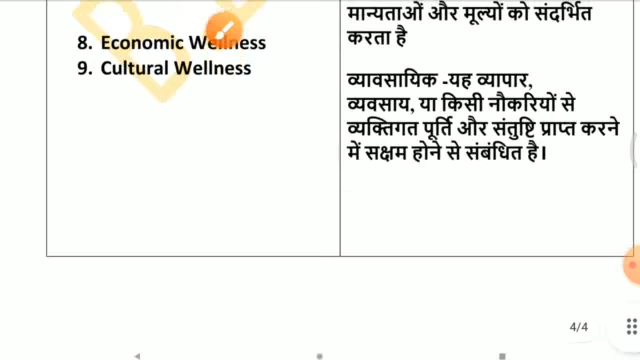 8. Economic Wellness
9. Cultural Wellness
मान्यताओं और मूल्यों को संदर्भित
करता है
व्यावसायिक -यह व्यापार,
व्यवसाय, या किसी नौकरियों से
व्यक्तिगत पूर्ति और संतुष्टि प्राप्त करने
में सक्षम होने से संबंधित है।
4/4